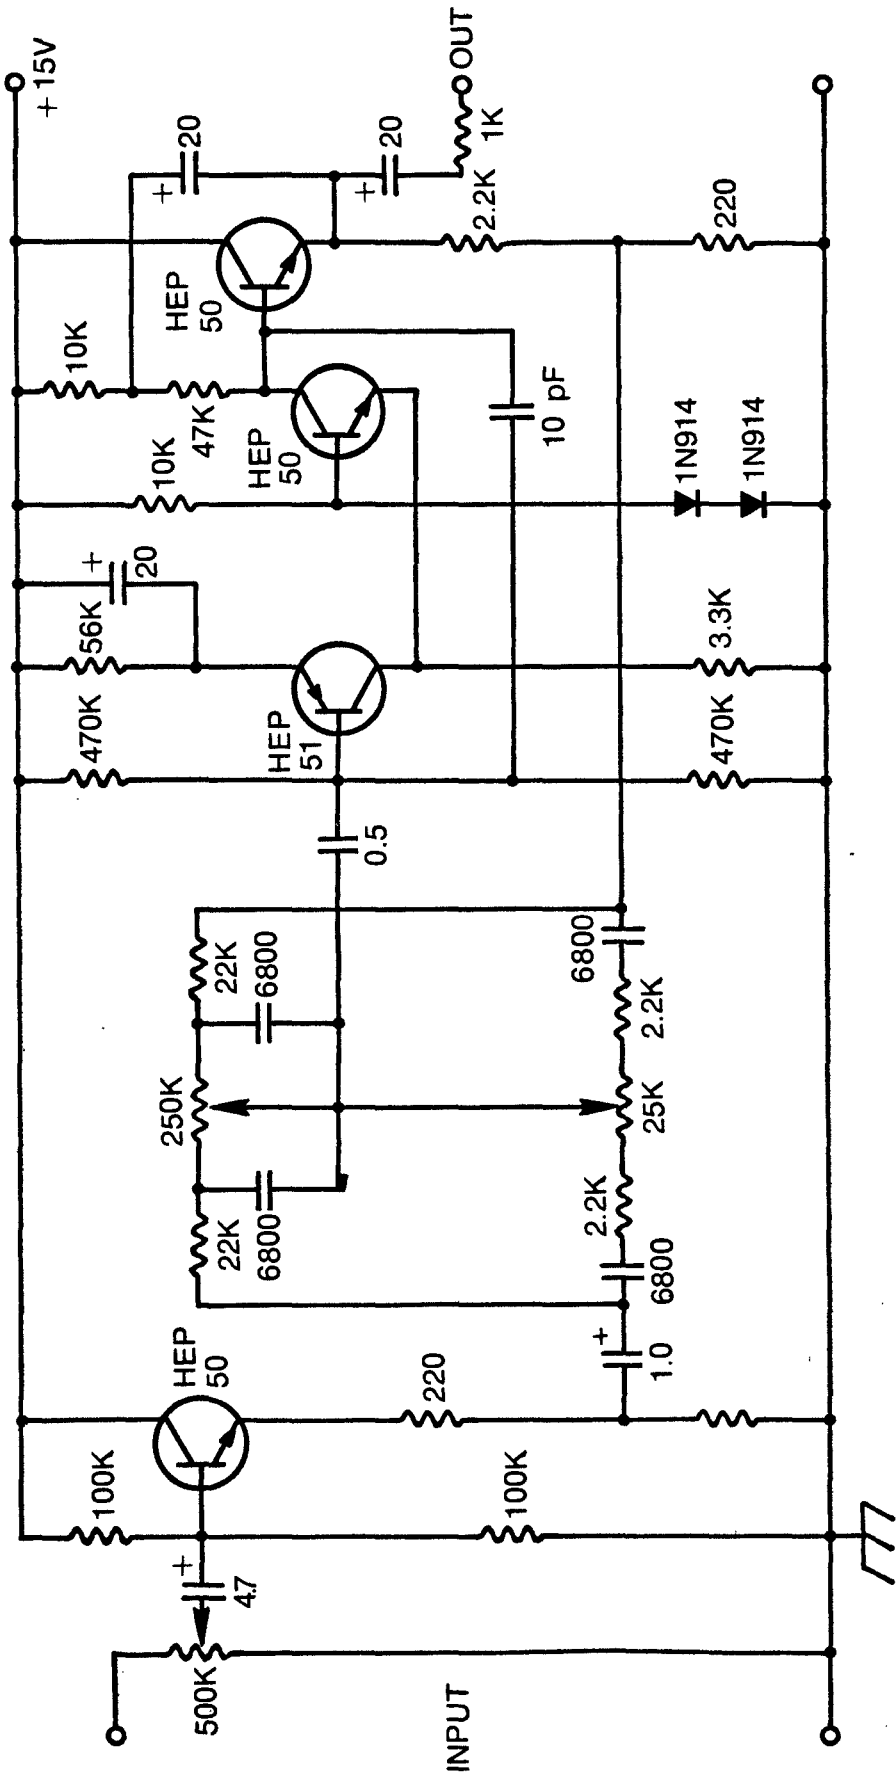 INPUT
500K
+
4.7
100K
100K
HEP
50
220
+
1.0
22K
6800
250K
22K
6800
6800
2.2K
25K
2.2K
6800
0.5
470K
470K
HEP
51
56K
+
20
3.3K
10K
HEP
50
47K
10K
10 pF
1N914
1N914
HEP
50
+
20
+
20
2.2K
220
1K
OUT
+ 15V